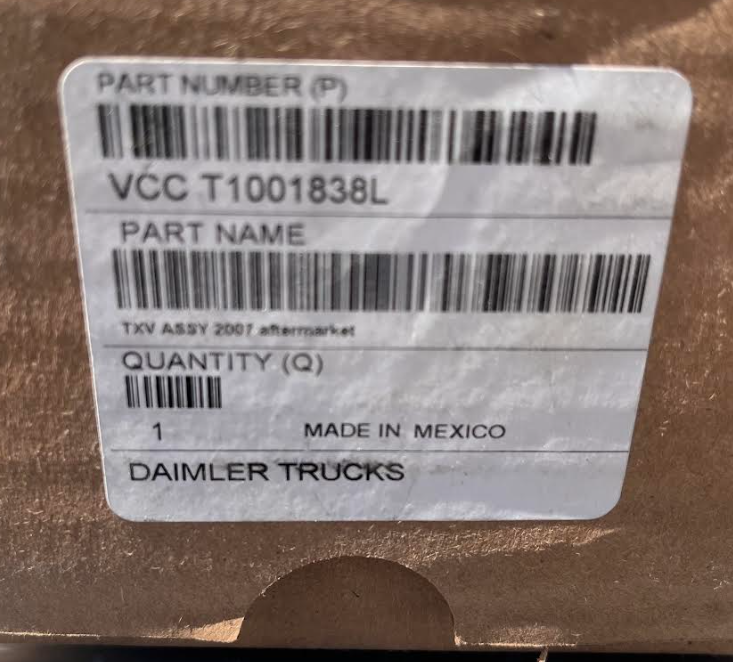 PART NUMBER (P)
VCC T1001838L
PART NAME
TXV ASSY 2007 aftermarket
QUANTITY (Q)
1 MADE IN MEXICO
DAIMLER TRUCKS